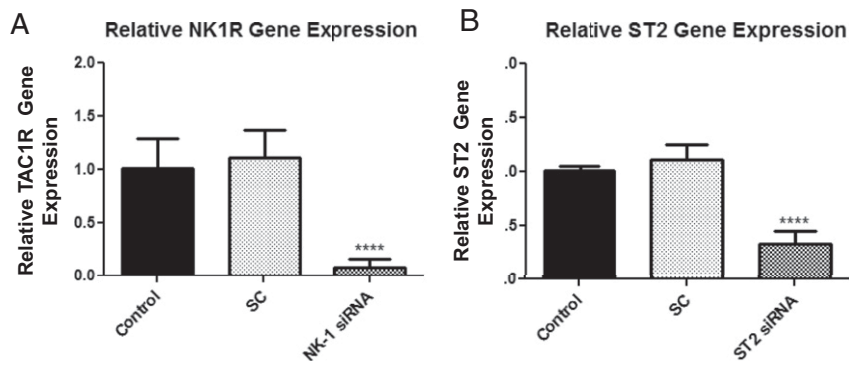 A
Relative NK1R Gene Expression
Relative TAC1R Gene
Expression
2.0
1.5
1.0
0.5
0.0
****
Control
SC
NK-1 siRNA
B
Relative ST2 Gene Expression
Relative ST2 Gene
Expression
.0
.5
.0
.5
.0
****
Control
SC
ST2 siRNA